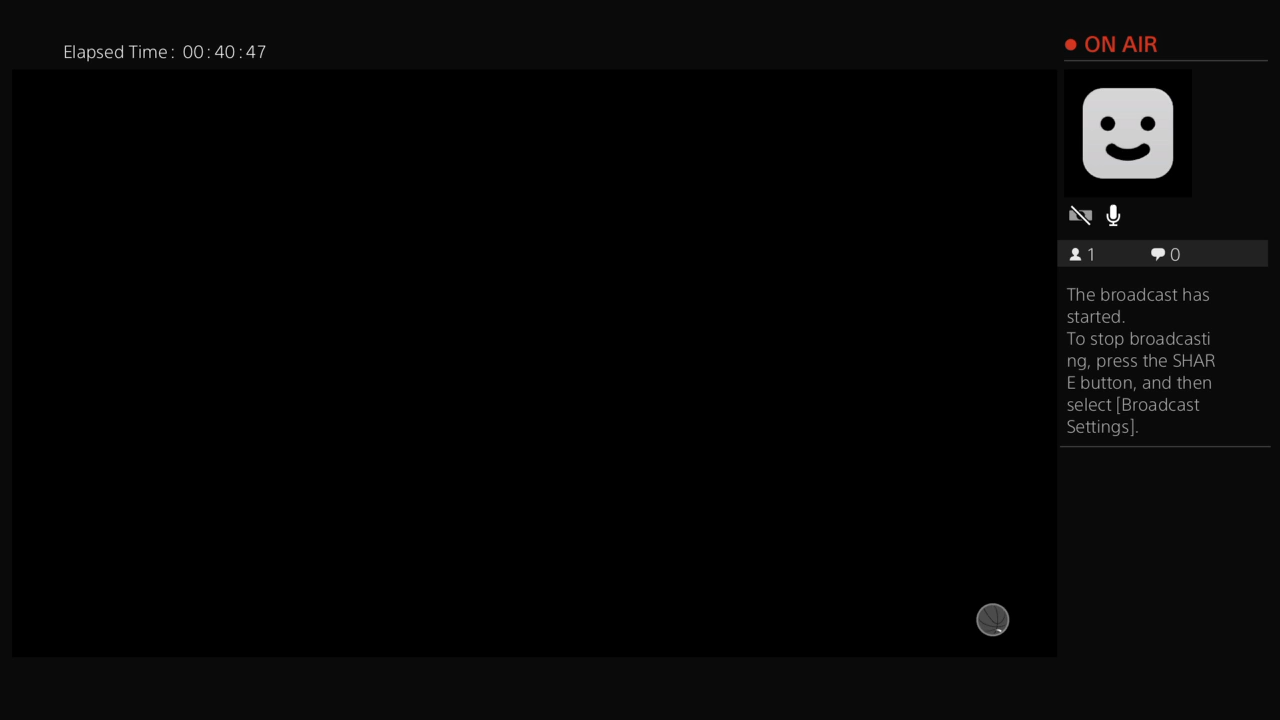 Elapsed Time: 00:40:47
ON AIR
1 0
The broadcast has
started.
To stop broadcasti
ng, press the SHAR
E button, and then
select [Broadcast
Settings].